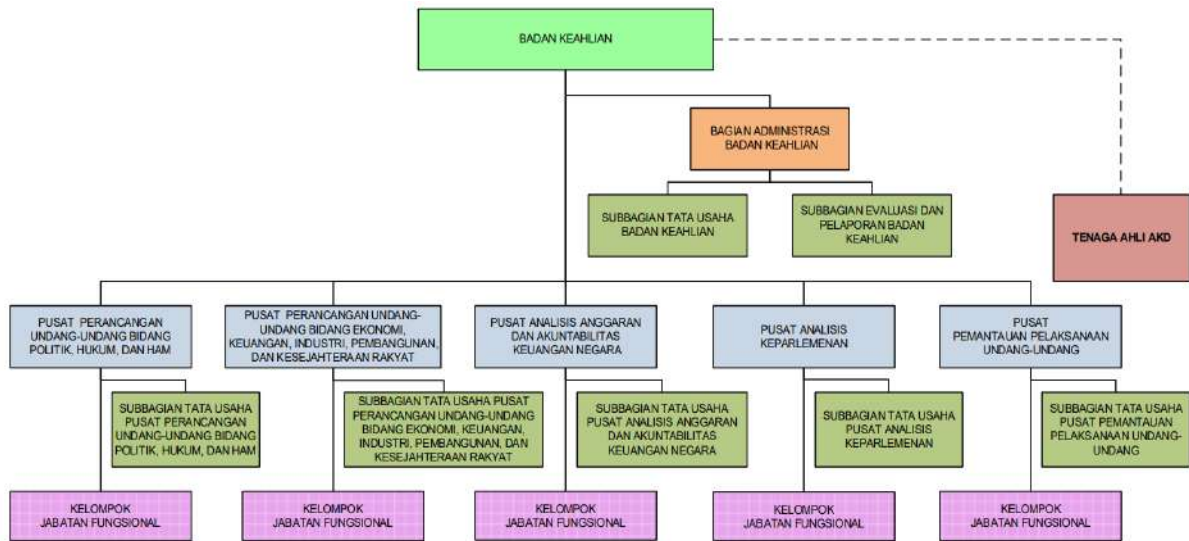 BADAN KEAHLIAN
BAGIAN ADMINISTRASI
BADAN KEAHLIAN
SUBBAGIAN TATA USAHA
BADAN KEAHLIAN
SUBBAGIAN EVALUASI DAN
PELAPORAN BADAN
KEAHLIAN
TENAGA AHLI AKD
PUSAT PERANCANGAN
UNDANG-UNDANG BIDANG
POLITIK, HUKUM, DAN HAM
PUSAT PERANCANGAN UNDANG-
UNDANG BIDANG EKONOMI,
KEUANGAN, INDUSTRI, PEMBANGUNAN,
DAN KESEJAHTERAAN RAKYAT
PUSAT ANALISIS ANGGARAN
DAN AKUNTABILITAS
KEUANGAN NEGARA
PUSAT ANALISIS
KEPARLEMENAN
PUSAT
PEMANTAUAN PELAKSANAAN
UNDANG-UNDANG
SUBBAGIAN TATA USAHA
PUSAT PERANCANGAN
UNDANG-UNDANG BIDANG
POLITIK, HUKUM, DAN HAM
SUBBAGIAN TATA USAHA PUSAT
PERANCANGAN UNDANG-UNDANG
BIDANG EKONOMI, KEUANGAN,
INDUSTRI, PEMBANGUNAN, DAN
KESEJAHTERAAN RAKYAT
SUBBAGIAN TATA USAHA
PUSAT ANALISIS ANGGARAN
DAN AKUNTABILITAS
KEUANGAN NEGARA
SUBBAGIAN TATA USAHA
PUSAT ANALISIS
KEPARLEMENAN
SUBBAGIAN TATA USAHA
PUSAT PEMANTAUAN
PELAKSANAAN UNDANG-
UNDANG
KELOMPOK
JABATAN FUNGSIONAL
KELOMPOK
JABATAN FUNGSIONAL
KELOMPOK
JABATAN FUNGSIONAL
KELOMPOK
JABATAN FUNGSIONAL
KELOMPOK
JABATAN FUNGSIONAL